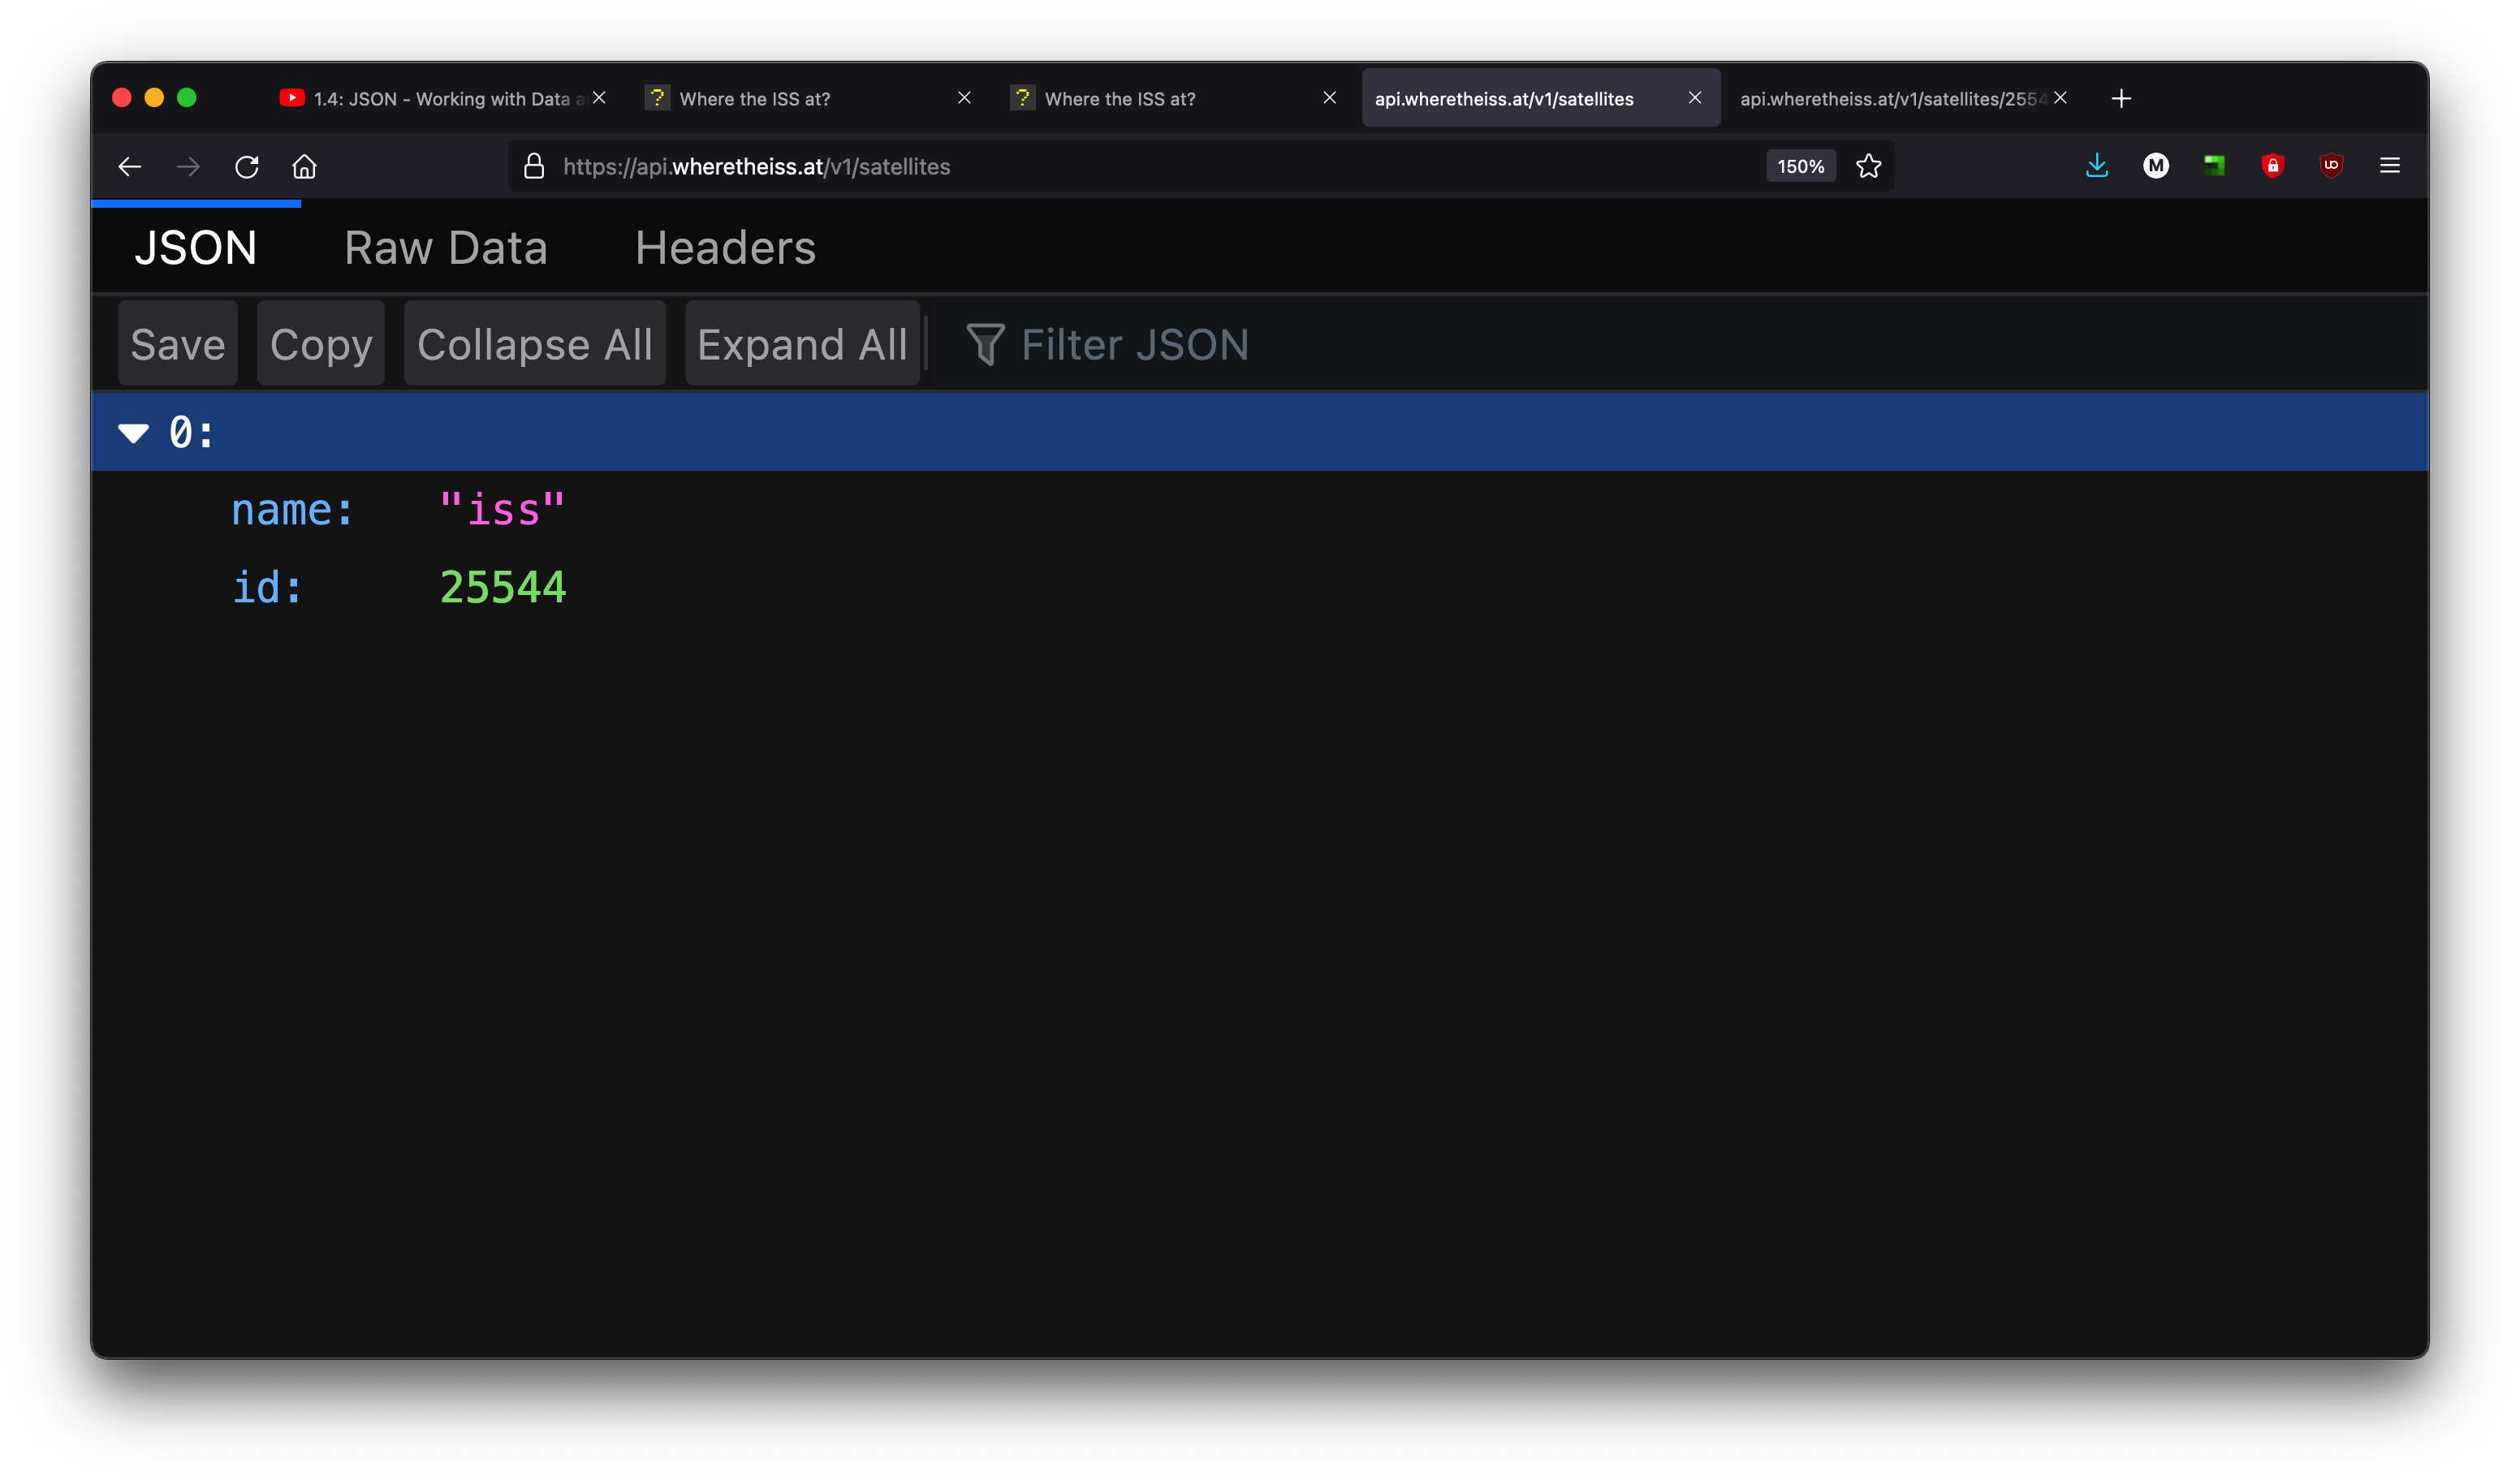 1.4: JSON - Working with Data a
Where the ISS at?
Where the ISS at?
api.wheretheiss.at/v1/satellites
api.wheretheiss.at/v1/satellites/2554
https://api.wheretheiss.at/v1/satellites
150%
M
UD
JSON Raw Data Headers
Save Copy Collapse All Expand All Filter JSON
0:
name: "iss"
id: 25544